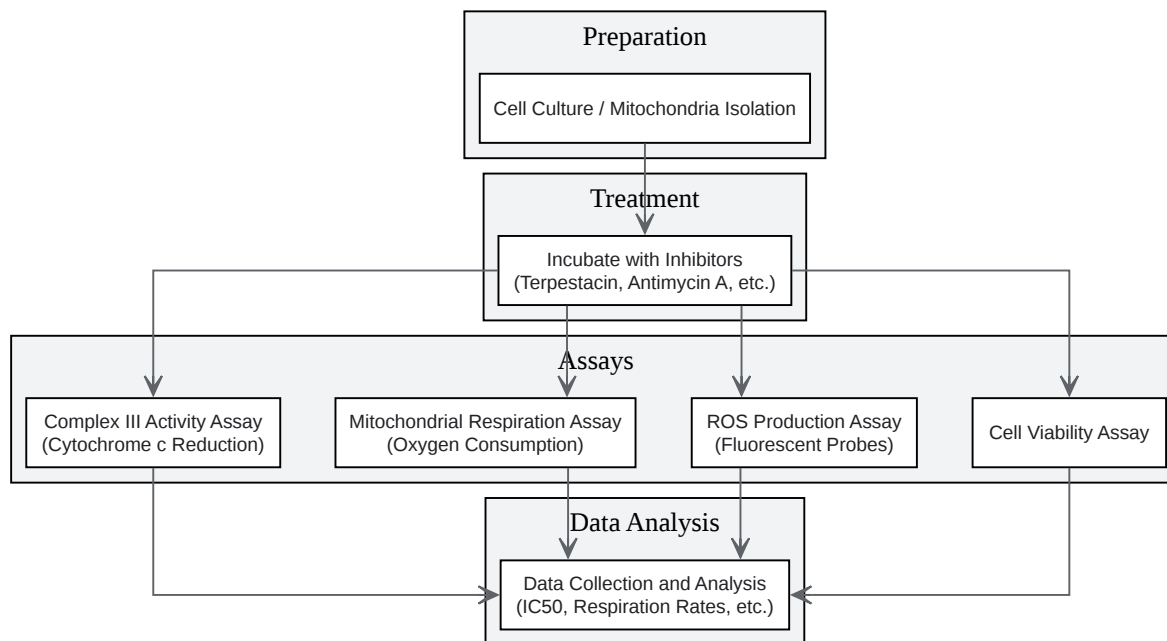 Preparation
Cell Culture / Mitochondria Isolation
Treatment
Incubate with Inhibitors
(Terpestacin, Antimycin A, etc.)
Assays
Complex III Activity Assay
(Cytochrome c Reduction)
Mitochondrial Respiration Assay
(Oxygen Consumption)
ROS Production Assay
(Fluorescent Probes)
Cell Viability Assay
Data Analysis
Data Collection and Analysis
(IC50, Respiration Rates, etc.)